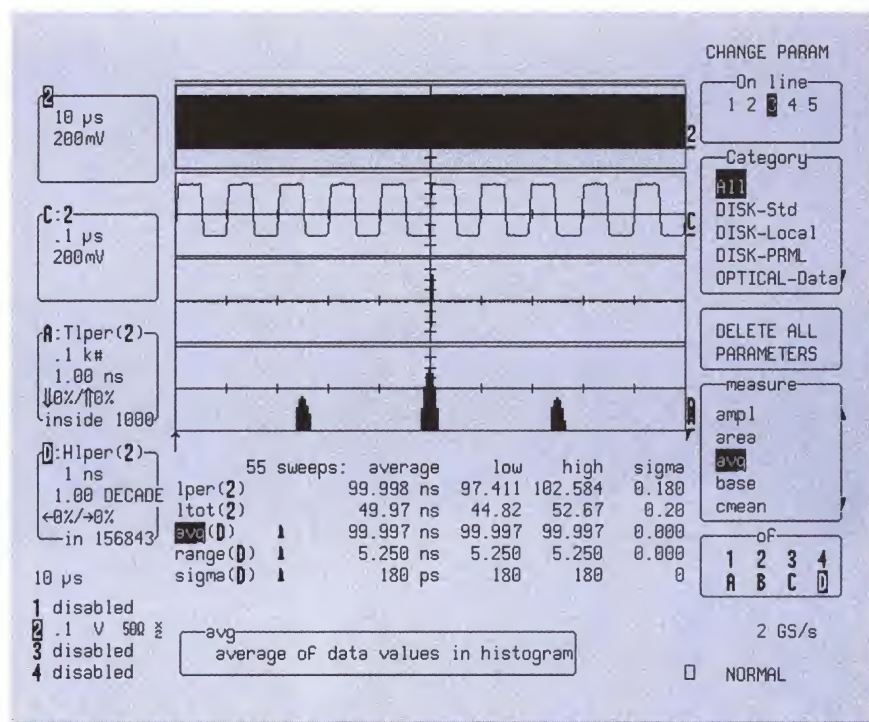 CHANGE PARAM
2
10 µs
200mV
C:2
.1 µs
200mV
A:Tlper(2)
.1 k#
1.00 ns
⇓0%/⇑0%
inside 1000
D:Hlper(2)
1 ns
1.00 DECADE
←0%/→0%
in 156843
10 µs
1 disabled
2 .1 V 50Ω
3 disabled
4 disabled
2
C
A
55 sweeps: average low high sigma
lper(2) 99.998 ns 97.411 102.584 0.180
ltot(2) 49.97 ns 44.82 52.67 0.20
avg(D) 99.997 ns 99.997 99.997 0.000
range(D) 5.250 ns 5.250 5.250 0.000
sigma(D) 180 ps 180 180 0
avg
average of data values in histogram
On line
1 2 3 4 5
Category
All
DISK-Std
DISK-Local
DISK-PRML
OPTICAL-Data
DELETE ALL
PARAMETERS
measure
ampl
area
avg
base
cmean
of
1 2 3 4
A B C D
2 GS/s
NORMAL